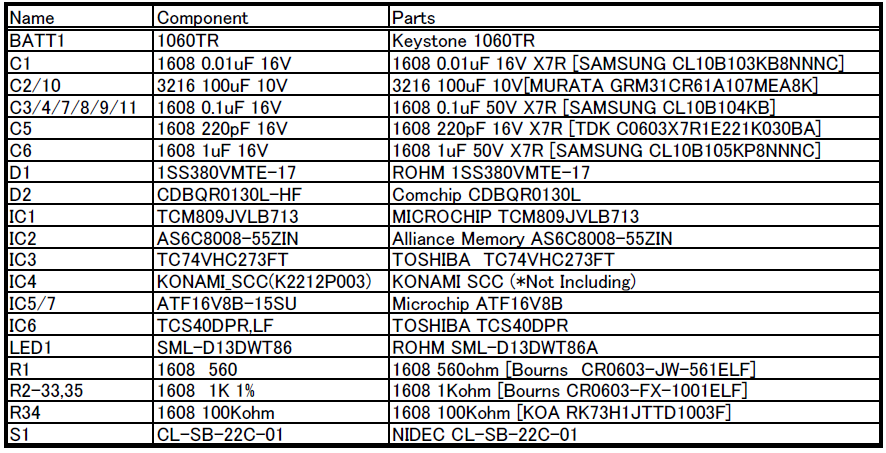 Name Component Parts
BATT1 1060TR Keystone 1060TR
C1 1608 0.01uF 16V 1608 0.01uF 16V X7R [SAMSUNG CL10B103KB8NNNC]
C2/10 3216 100uF 10V 3216 100uF 10V[MURATA GRM31CR61A107MEA8K]
C3/4/7/8/9/11 1608 0.1uF 16V 1608 0.1uF 50V X7R [SAMSUNG CL10B104KB]
C5 1608 220pF 16V 1608 220pF 16V X7R [TDK C0603X7R1E221K030BA]
C6 1608 1uF 16V 1608 1uF 50V X7R [SAMSUNG CL10B105KP8NNNC]
D1 1SS380VMTE-17 ROHM 1SS380VMTE-17
D2 CDBQR0130L-HF Comchip CDBQR0130L
IC1 TCM809JVLB713 MICROCHIP TCM809JVLB713
IC2 AS6C8008-55ZIN Alliance Memory AS6C8008-55ZIN
IC3 TC74VHC273FT TOSHIBA TC74VHC273FT
IC4 KONAMI_SCC(K2212P003) KONAMI SCC (*Not Including)
IC5/7 ATF16V8B-15SU Microchip ATF16V8B
IC6 TCS40DPR,LF TOSHIBA TCS40DPR
LED1 SML-D13DWT86 ROHM SML-D13DWT86A
R1 1608 560 1608 560ohm [Bourns CR0603-JW-561ELF]
R2-33,35 1608 1K 1% 1608 1Kohm [Bourns CR0603-FX-1001ELF]
R34 1608 100Kohm 1608 100Kohm [KOA RK73H1JTTD1003F]
S1 CL-SB-22C-01 NIDEC CL-SB-22C-01